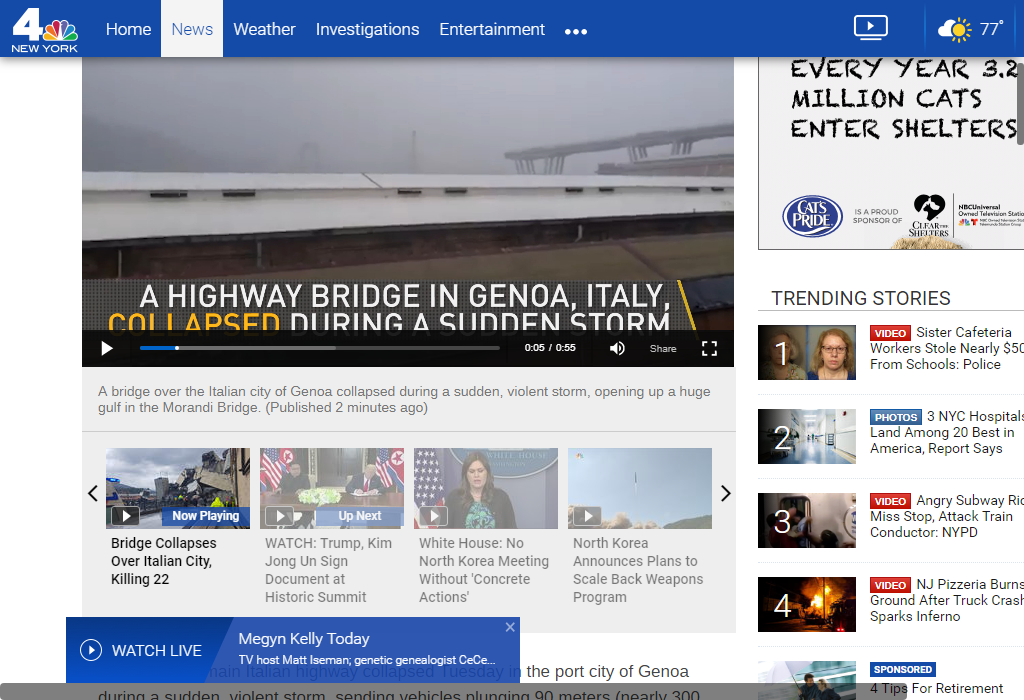 4
NEW YORK
Home
News
Weather
Investigations
Entertainment
77°
EVERY YEAR 3.2
MILLION CATS
ENTER SHELTERS
CATS
PRIDE
IS A PROUD
SPONSOR OF
CLEAR THE
SHELTERS
NBCUniversal
Owned Television Statio
A HIGHWAY BRIDGE IN GENOA, ITALY,
COLLAPSED DURING A SUDDEN STORM
0:05 / 0:55
Share
A bridge over the Italian city of Genoa collapsed during a sudden, violent storm, opening up a huge
gulf in the Morandi Bridge. (Published 2 minutes ago)
Now Playing
Bridge Collapses
Over Italian City,
Killing 22
Up Next
WATCH: Trump, Kim
Jong Un Sign
Document at
Historic Summit
WHITE HOUSE
White House: No
North Korea Meeting
Without 'Concrete
Actions'
North Korea
Announces Plans to
Scale Back Weapons
Program
TRENDING STORIES
1
VIDEO Sister Cafeteria
Workers Stole Nearly $50
From Schools: Police
2
PHOTOS 3 NYC Hospitals
Land Among 20 Best in
America, Report Says
3
VIDEO Angry Subway Ric
Miss Stop, Attack Train
Conductor: NYPD
4
VIDEO NJ Pizzeria Burns
Ground After Truck Crash
Sparks Inferno
SPONSORED
4 Tips For Retirement
WATCH LIVE
Megyn Kelly Today
TV host Matt Iseman; genetic genealogist CeCe...
main Italian highway collapsed Tuesday in the port city of Genoa
during a sudden, violent storm, sending vehicles plunging 90 meters (nearly 300